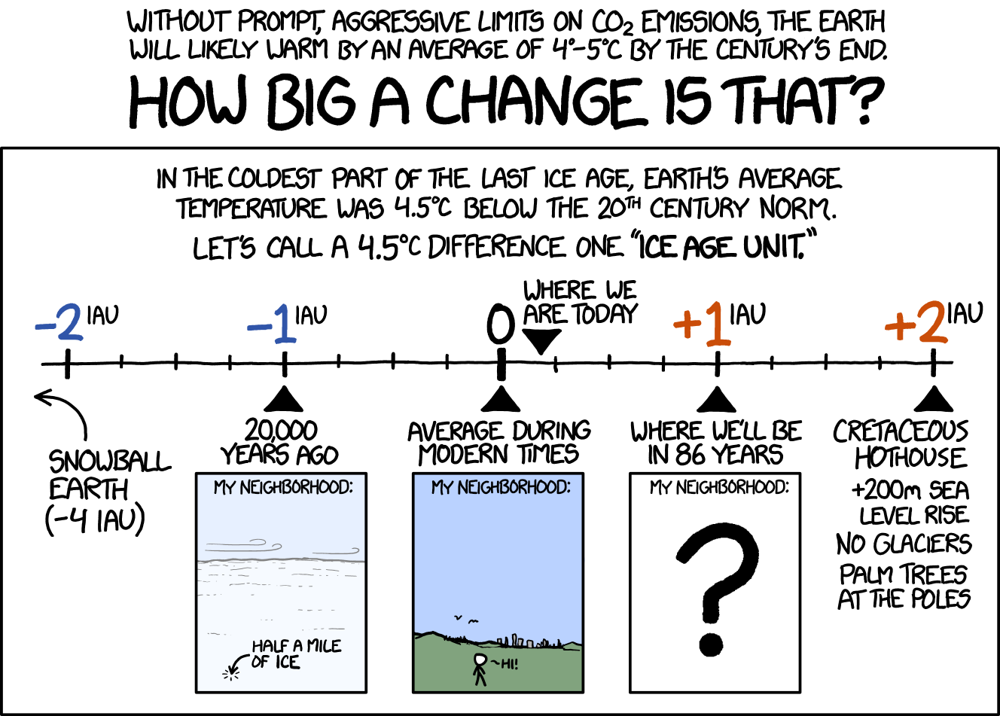 WITHOUT PROMPT, AGGRESSIVE LIMITS ON CO₂ EMISSIONS, THE EARTH
WILL LIKELY WARM BY AN AVERAGE OF 4°–5°C BY THE CENTURY'S END.
HOW BIG A CHANGE IS THAT?
IN THE COLDEST PART OF THE LAST ICE AGE, EARTH'S AVERAGE
TEMPERATURE WAS 4.5°C BELOW THE 20TH CENTURY NORM.
LET'S CALL A 4.5°C DIFFERENCE ONE "ICE AGE UNIT."
WHERE WE
ARE TODAY
-2 IAU
-1 IAU
0
+1 IAU
+2 IAU
SNOWBALL
EARTH
(-4 IAU)
20,000
YEARS AGO
MY NEIGHBORHOOD:
HALF A MILE
OF ICE
AVERAGE DURING
MODERN TIMES
MY NEIGHBORHOOD:
~HI!
WHERE WE'LL BE
IN 86 YEARS
MY NEIGHBORHOOD:
?
CRETACEOUS
HOTHOUSE
+200m SEA
LEVEL RISE
NO GLACIERS
PALM TREES
AT THE POLES